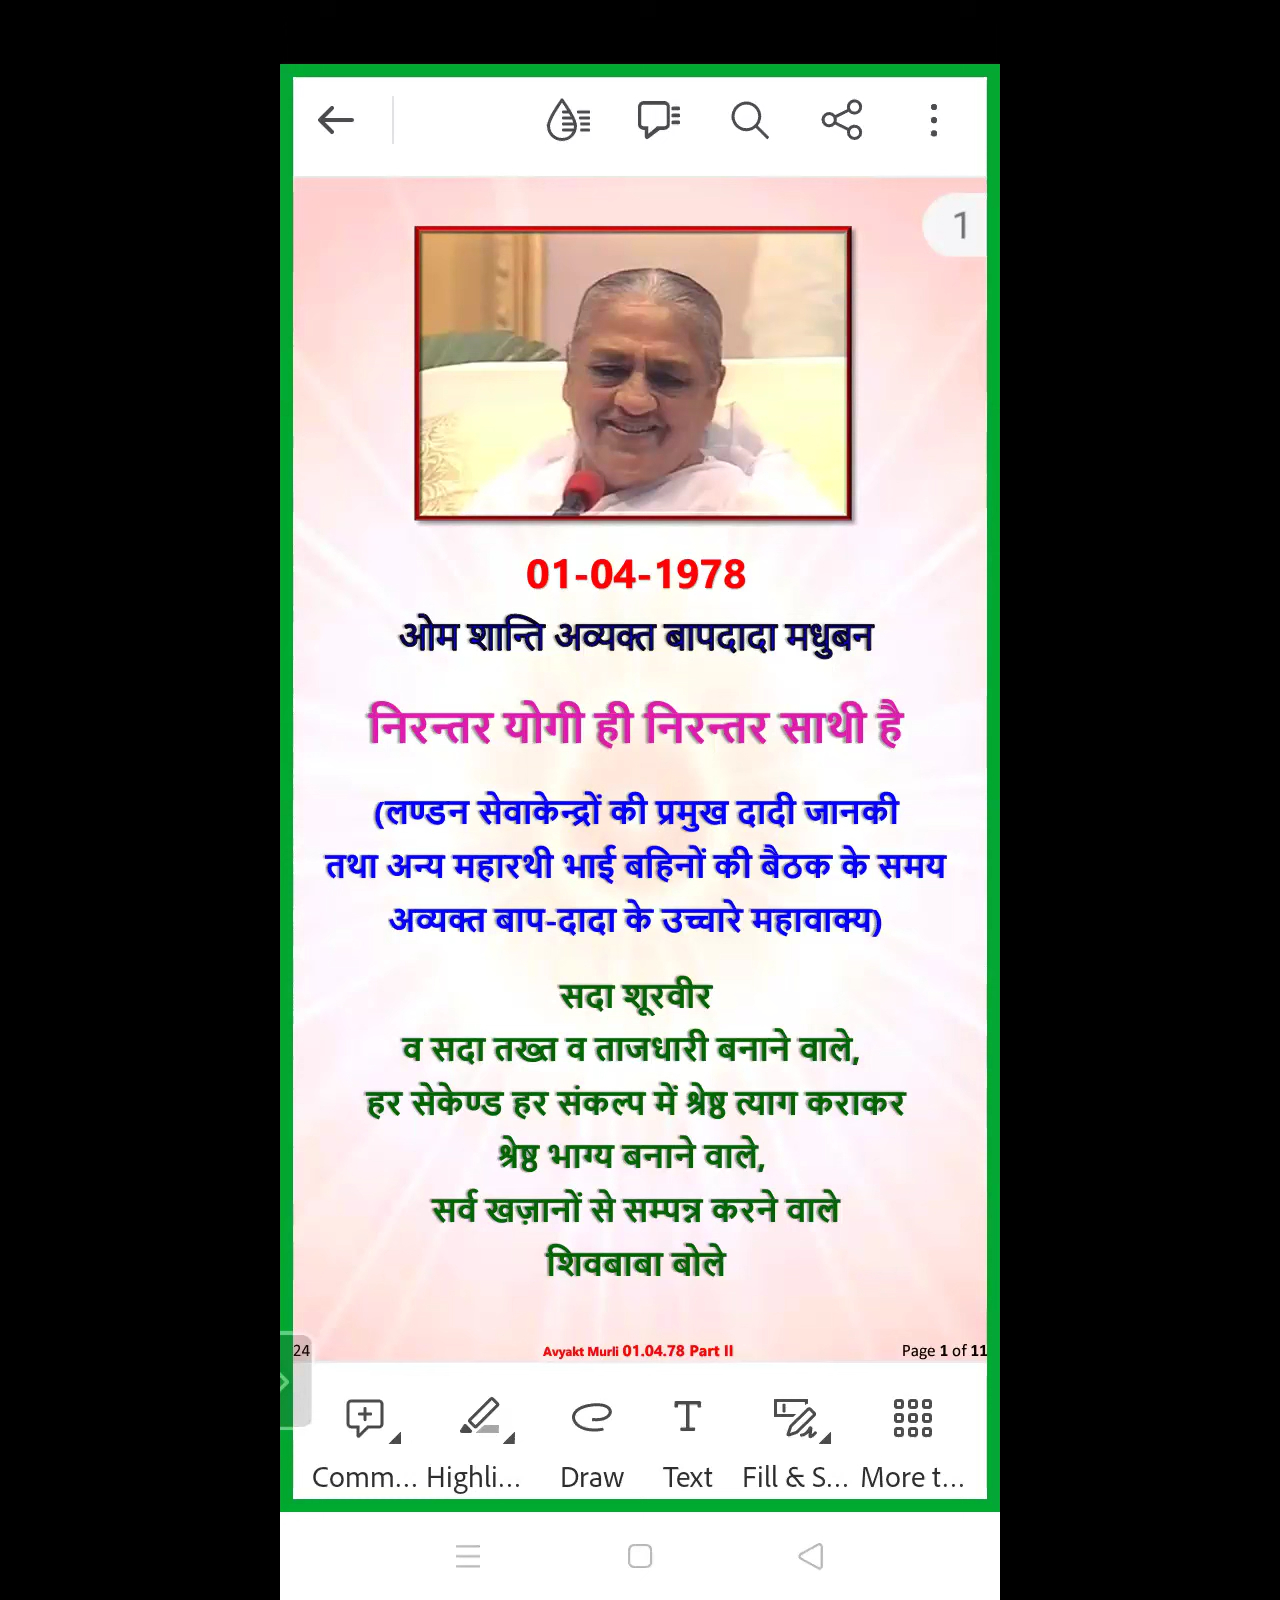 1
01-04-1978
ओम शान्ति अव्यक्त बापदादा मधुबन
निरन्तर योगी ही निरन्तर साथी है
(लण्डन सेवाकेन्द्रों की प्रमुख दादी जानकी
तथा अन्य महारथी भाई बहिनों की बैठक के समय
अव्यक्त बाप-दादा के उच्चारे महावाक्य)
सदा शूरवीर
व सदा तख्त व ताजधारी बनाने वाले,
हर सेकेण्ड हर संकल्प में श्रेष्ठ त्याग कराकर
श्रेष्ठ भाग्य बनाने वाले,
सर्व खज़ानों से सम्पन्न करने वाले
शिवबाबा बोले
24 Avyakt Murli 01.04.78 Part II Page 1 of 11
Comm... Highli... Draw Text Fill & S... More t...